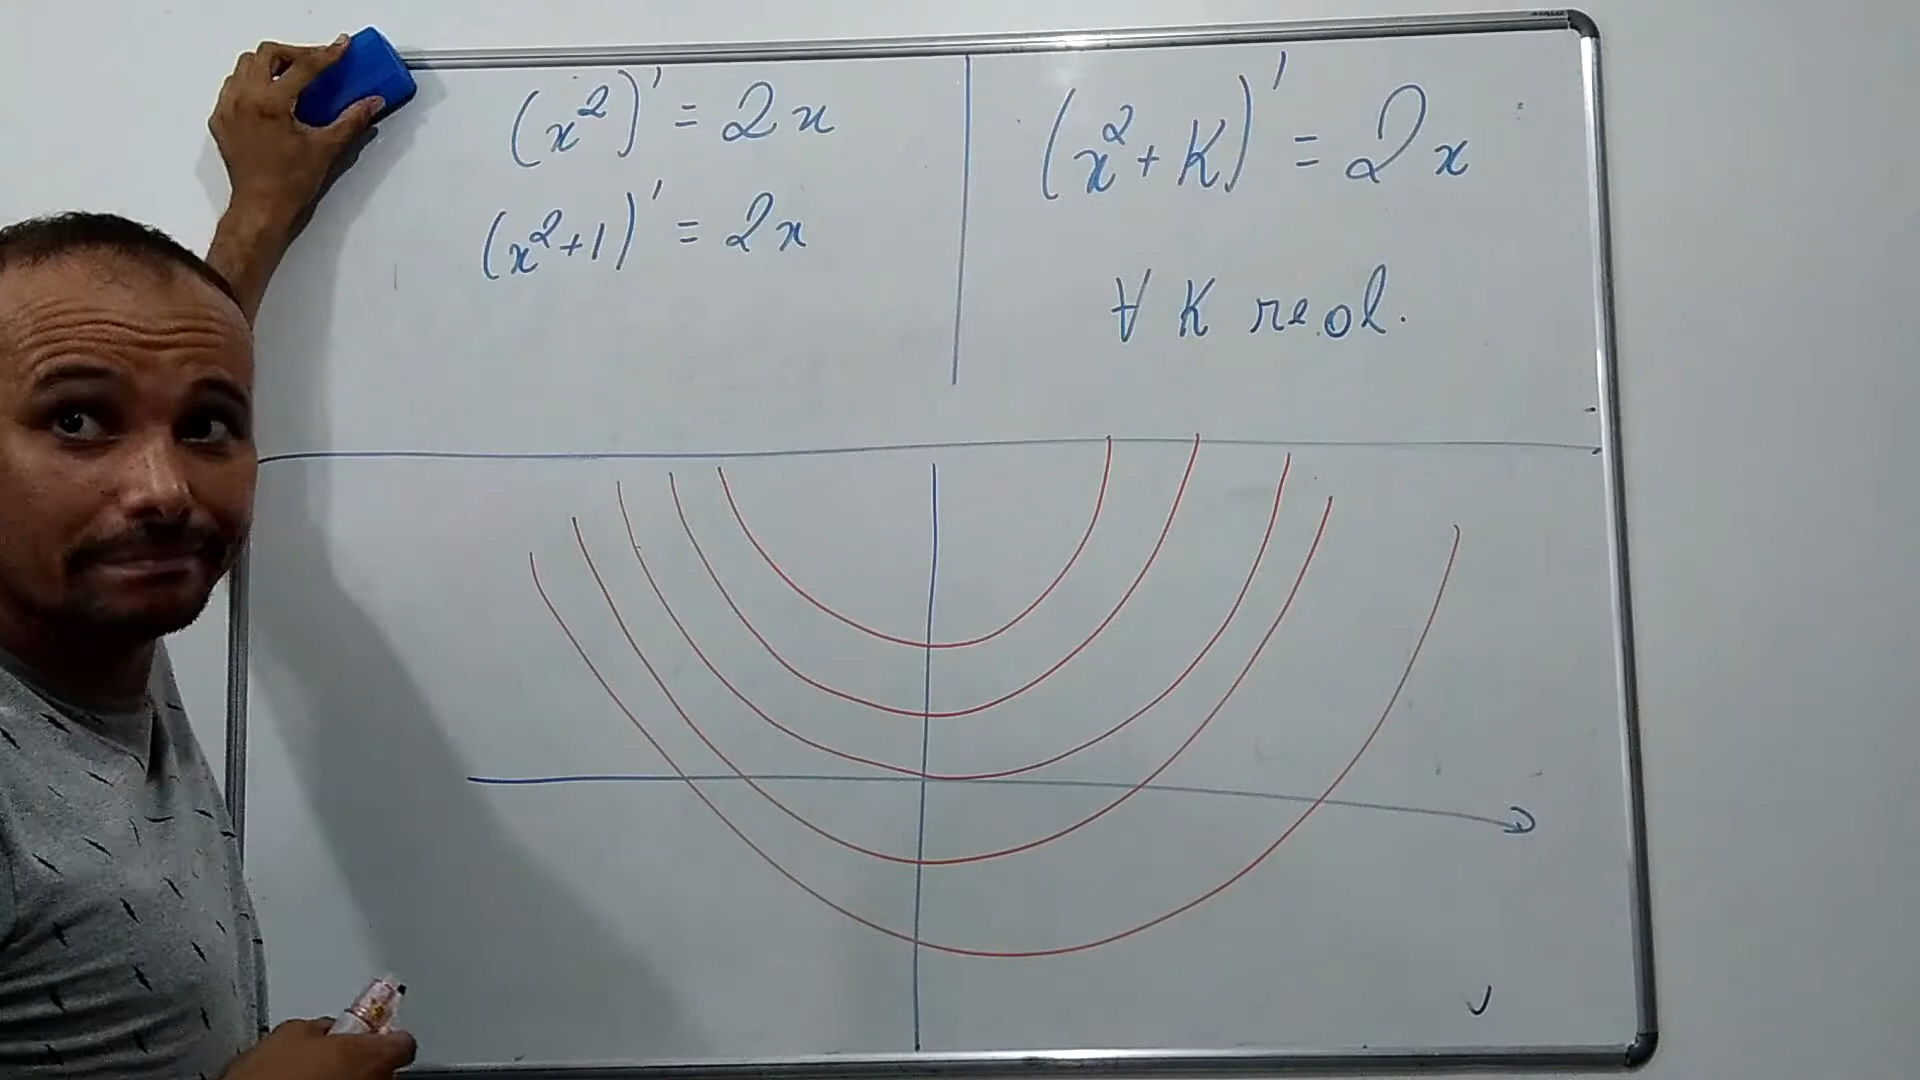 (x²)' = 2x
(x²+1)' = 2x
(x²+K)' = 2x
∀ K real.